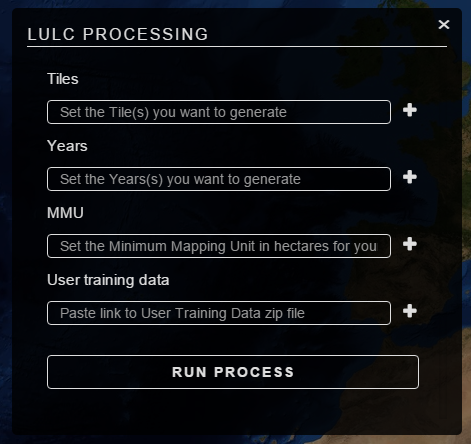 LULC PROCESSING
Tiles
Set the Tile(s) you want to generate
Years
Set the Years(s) you want to generate
MMU
Set the Minimum Mapping Unit in hectares for you
User training data
Paste link to User Training Data zip file
RUN PROCESS